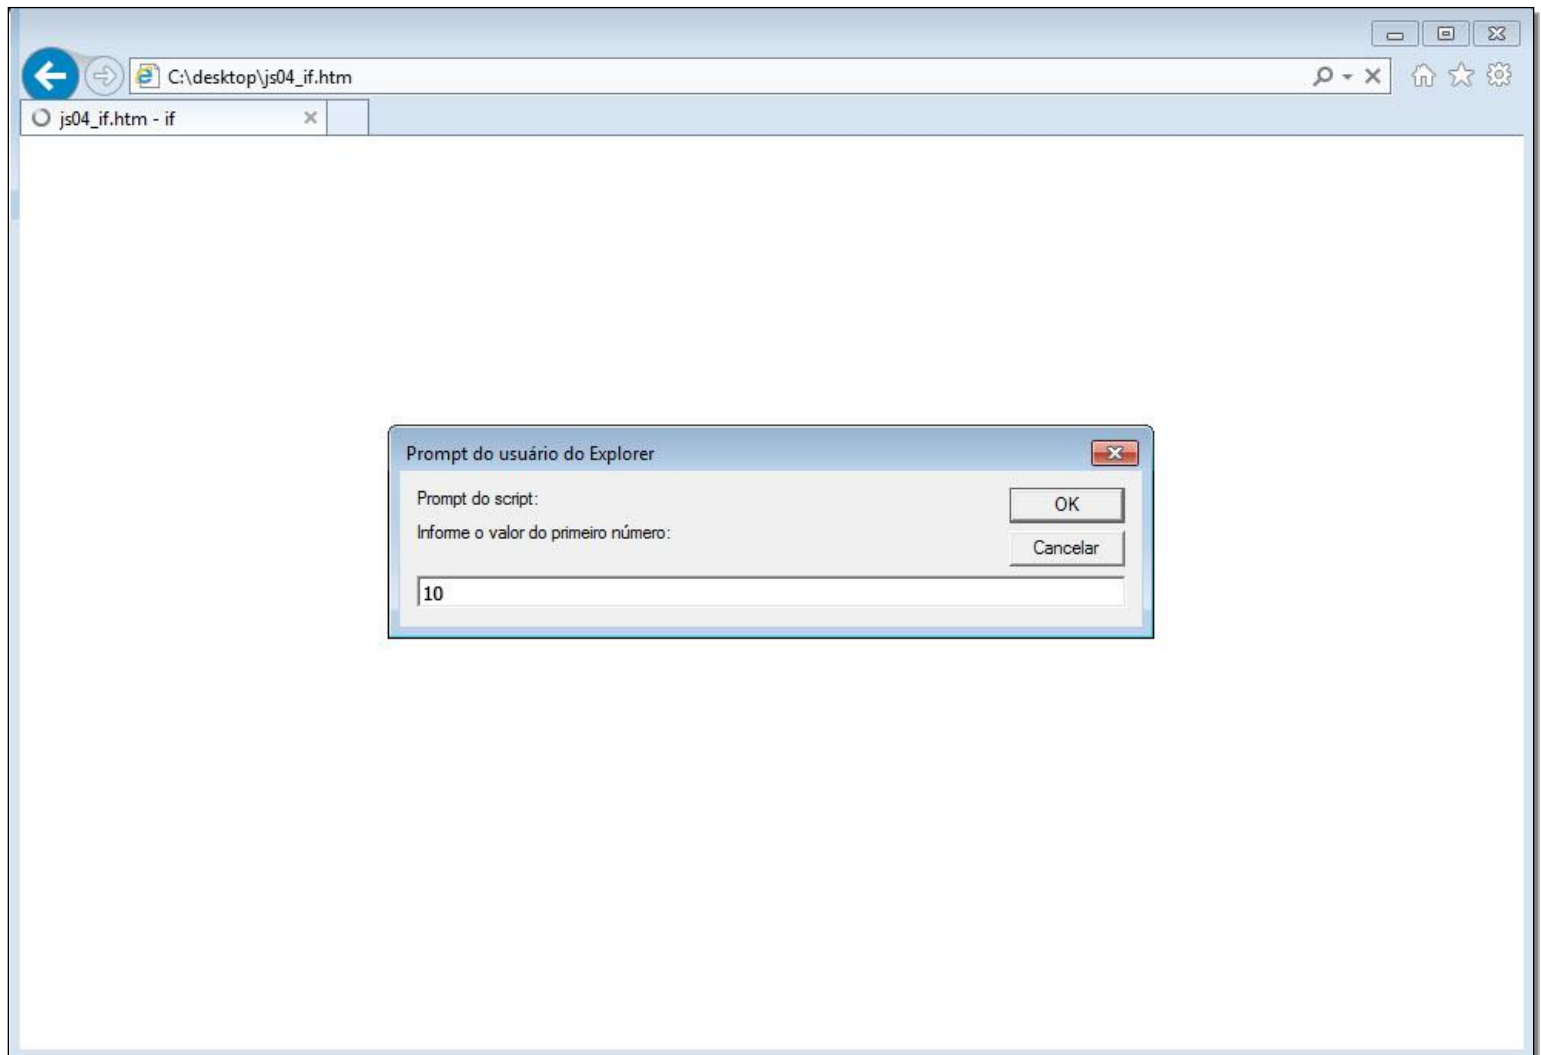 C:\desktop\js04_if.htm
js04_if.htm - if
Prompt do usuário do Explorer
Prompt do script:
OK
Informe o valor do primeiro número:
Cancelar
10